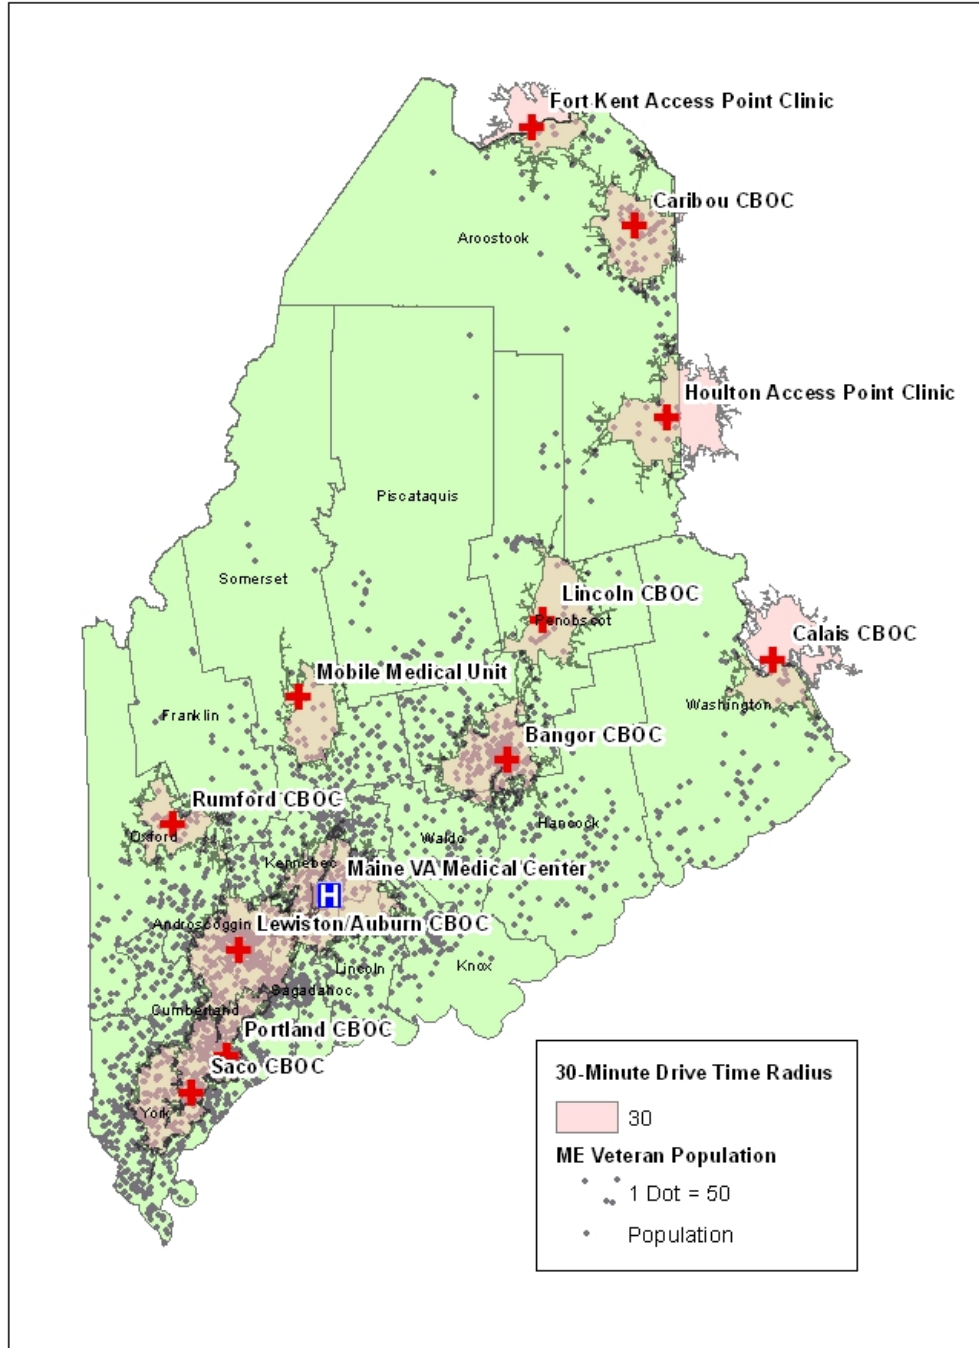 Fort Kent Access Point Clinic
Caribou CBOC
Aroostook
Houlton Access Point Clinic
Piscataquis
Somerset
Lincoln CBOC
Penobscot
Calais CBOC
Mobile Medical Unit
Washington
Franklin
Bangor CBOC
Rumford CBOC
Hancock
Oxford
Waldo
Kennebec
Maine VA Medical Center
H
Androscoggin
Lewiston/Auburn CBOC
Knox
Lincoln
Sagadahoc
Cumberland
Portland CBOC
Saco CBOC
York
30-Minute Drive Time Radius
30
ME Veteran Population
1 Dot = 50
Population